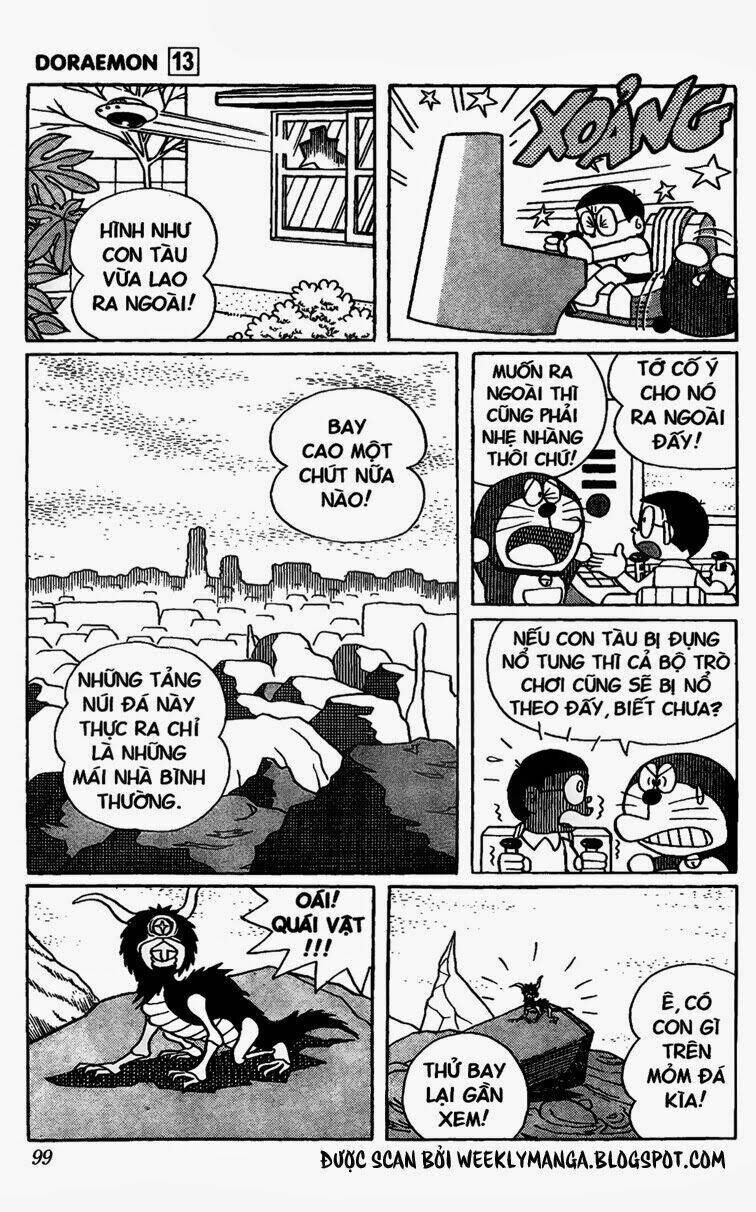 DORAEMON 13
XOẢNG
HÌNH NHƯ
CON TÀU
VỪA LAO
RA NGOÀI!
TỚ CỐ Ý
CHO NÓ
RA NGOÀI
ĐẤY!
MUỐN RA
NGOÀI THÌ
CŨNG PHẢI
NHẸ NHÀNG
THÔI CHỨ!
BAY
CAO MỘT
CHÚT NỮA
NÀO!
NHỮNG TẢNG
NÚI ĐÁ NÀY
THỰC RA CHỈ
LÀ NHỮNG
MÁI NHÀ BÌNH
THƯỜNG.
NẾU CON TÀU BỊ ĐỤNG
NỔ TUNG THÌ CẢ BỘ TRÒ
CHƠI CŨNG SẼ BỊ NỔ
THEO ĐẤY, BIẾT CHƯA?
Ê, CÓ
CON GÌ
TRÊN
MỎM ĐÁ
KÌA!
THỬ BAY
LẠI GẦN
XEM!
OÁI!
QUÁI VẬT
!!!
99
ĐƯỢC SCAN BỞI WEEKLYMANGA.BLOGSPOT.COM